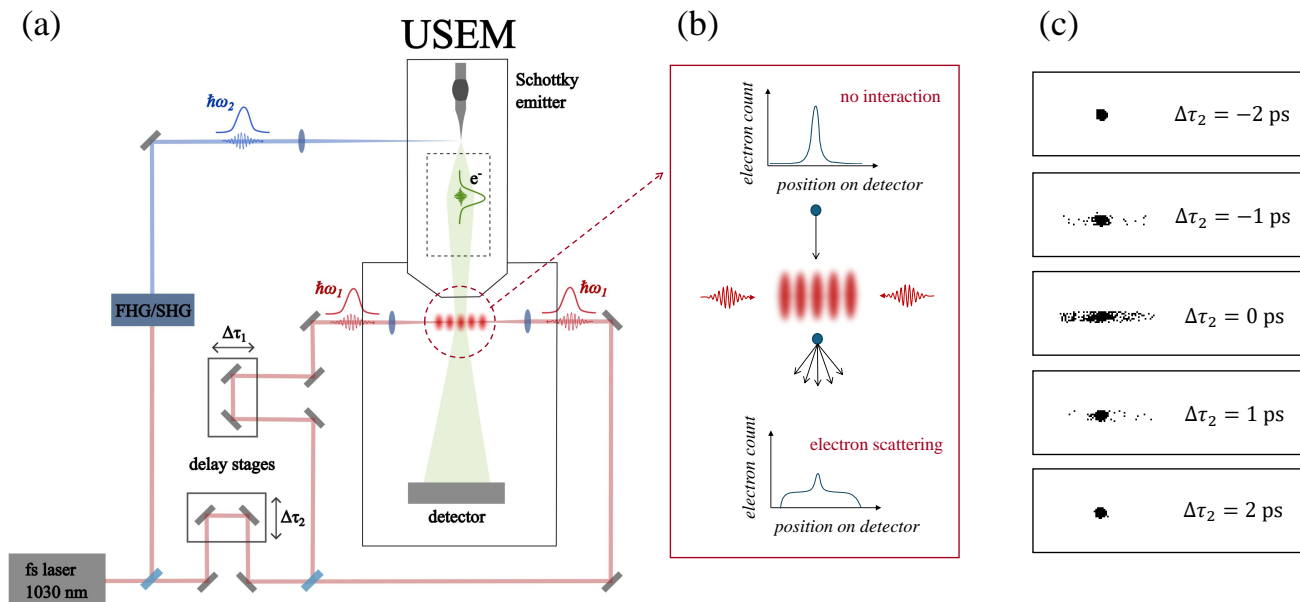 (a)
USEM
Schottky
emitter
ħω₂
e⁻
FHG/SHG
ħω₁
ħω₁
Δτ₁
delay stages
Δτ₂
detector
fs laser
1030 nm
(b)
no interaction
electron count
position on detector
electron scattering
electron count
position on detector
(c)
Δτ₂ = −2 ps
Δτ₂ = −1 ps
Δτ₂ = 0 ps
Δτ₂ = 1 ps
Δτ₂ = 2 ps